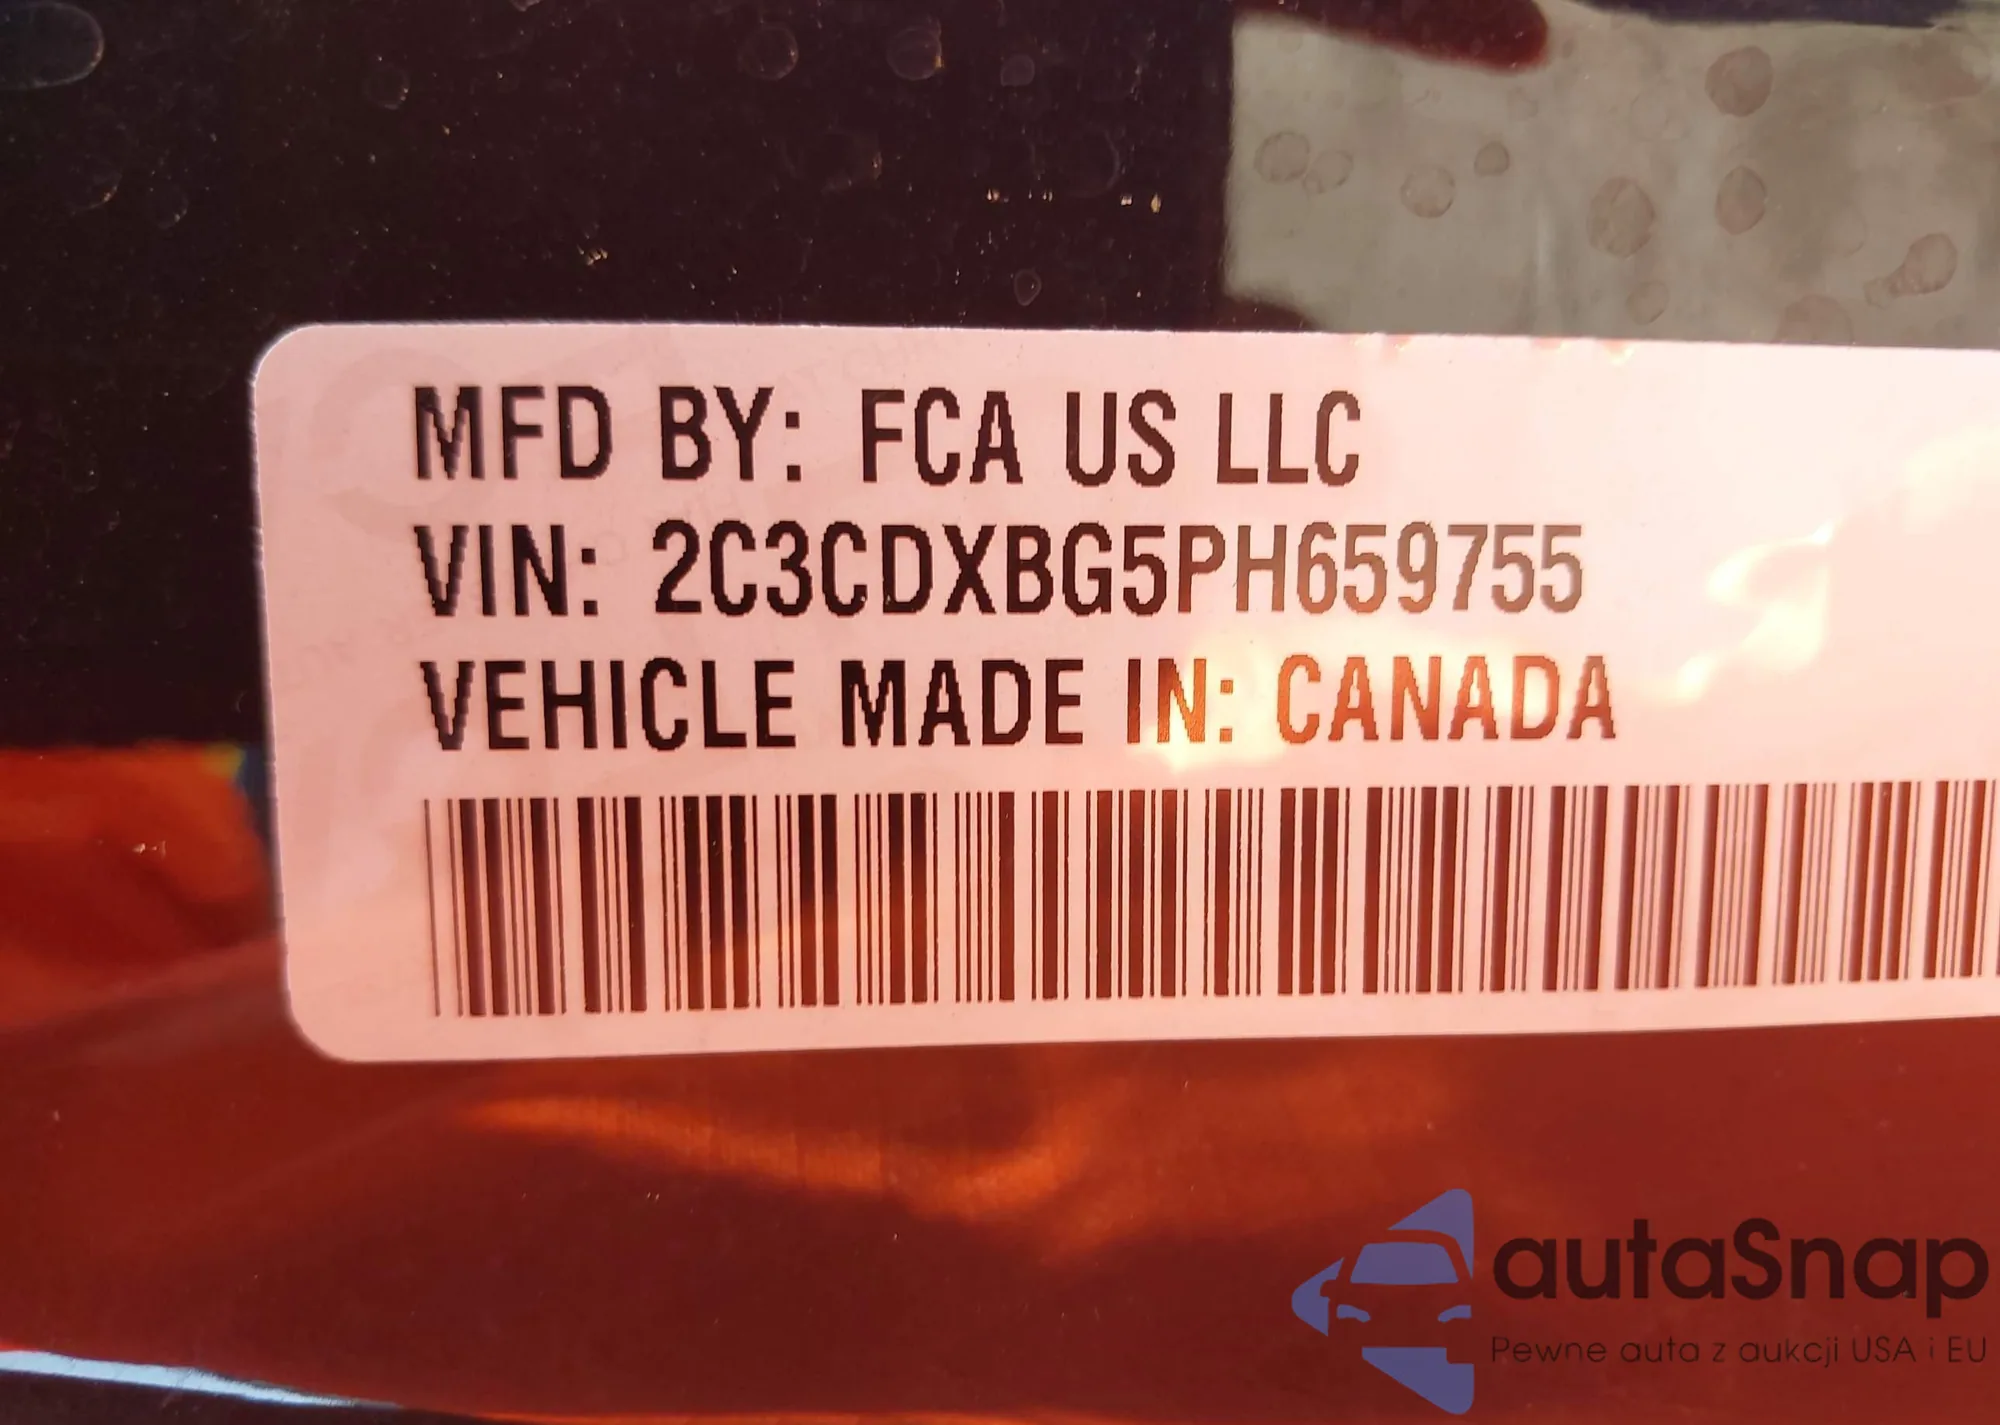 MFD BY: FCA US LLC
VIN: 2C3CDXBG5PH659755
VEHICLE MADE IN: CANADA
autaSnap
Pewne auta z aukcji USA i EU